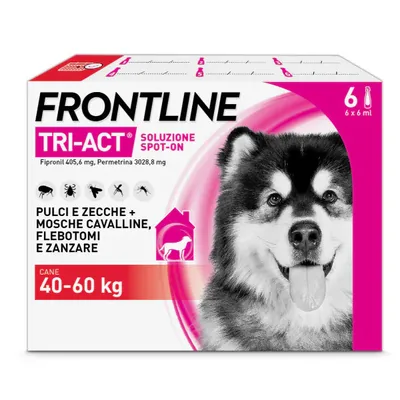 FRONTLINE
TRI-ACT®
SOLUZIONE
SPOT-ON
Fipronil 405,6 mg, Permetrina 3028,8 mg
6
6 x 6 ml
PULCI E ZECCHE +
MOSCHE CAVALLINE,
FLEBOTOMI
E ZANZARE
CANE
40-60 kg